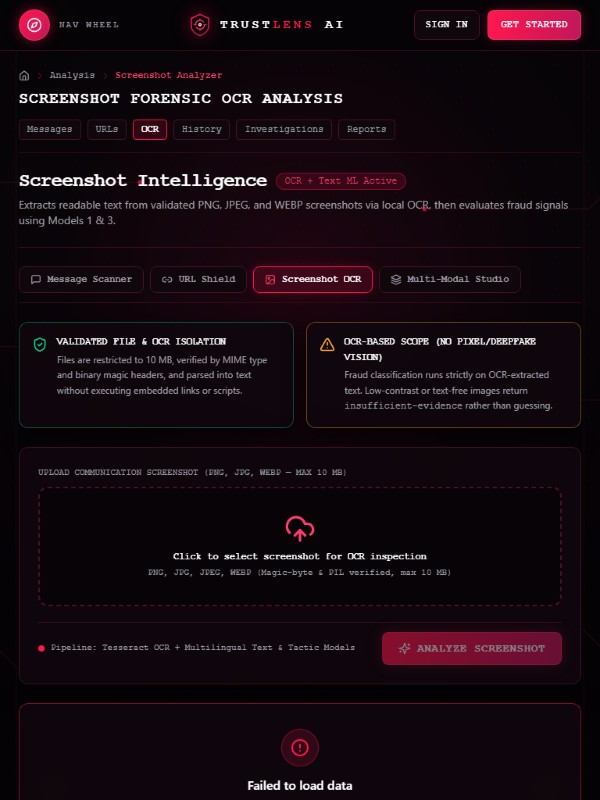 NAV WHEEL
TRUSTLENS AI
SIGN IN
GET STARTED
Analysis
Screenshot Analyzer
SCREENSHOT FORENSIC OCR ANALYSIS
Messages
URLs
OCR
History
Investigations
Reports
Screenshot Intelligence
OCR + Text ML Active
Extracts readable text from validated PNG, JPEG, and WEBP screenshots via local OCR, then evaluates fraud signals
using Models 1 & 3.
Message Scanner
URL Shield
Screenshot OCR
Multi-Modal Studio
VALIDATED FILE & OCR ISOLATION
Files are restricted to 10 MB, verified by MIME type
and binary magic headers, and parsed into text
without executing embedded links or scripts.
OCR-BASED SCOPE (NO PIXEL/DEEPFAKE
VISION)
Fraud classification runs strictly on OCR-extracted
text. Low-contrast or text-free images return
insufficient-evidence rather than guessing.
UPLOAD COMMUNICATION SCREENSHOT (PNG, JPG, WEBP — MAX 10 MB)
Click to select screenshot for OCR inspection
PNG, JPG, JPEG, WEBP (Magic-byte & PIL verified, max 10 MB)
Pipeline: Tesseract OCR + Multilingual Text & Tactic Models
ANALYZE SCREENSHOT
Failed to load data